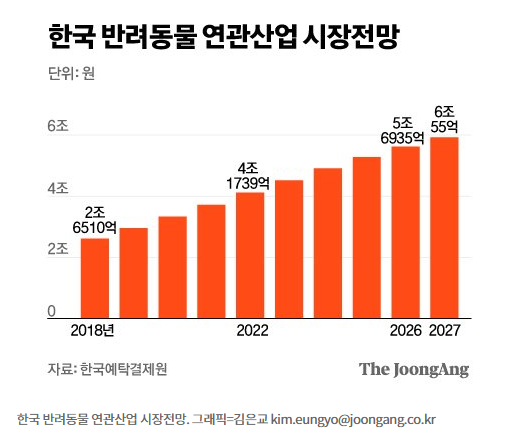 한국 반려동물 연관산업 시장전망
단위: 원
6조
4조
2조
0
2조
6510억
4조
1739억
5조
6935억
6조
55억
2018년
2022
2026
2027
자료: 한국예탁결제원
The JoongAng
한국 반려동물 연관산업 시장전망. 그래픽=김은교 kim.eungyo@joongang.co.kr